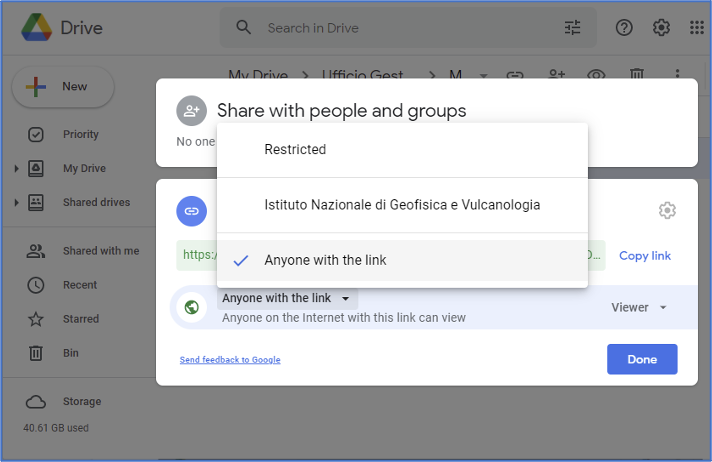 Drive
Search in Drive
New
My Drive Ufficio Gest... M
Priority
My Drive
Shared drives
Shared with me
Recent
Starred
Bin
Storage
40.61 GB used
Share with people and groups
No one
Restricted
Istituto Nazionale di Geofisica e Vulcanologia
Anyone with the link
https:/ Copy link
Anyone with the link
Anyone on the Internet with this link can view
Viewer
Send feedback to Google
Done